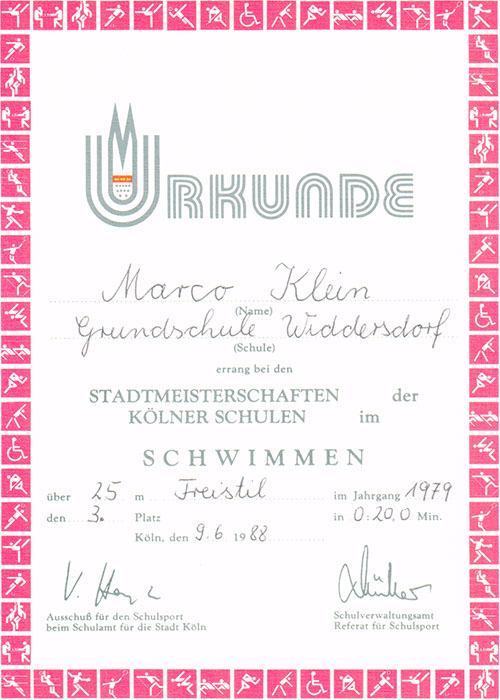 URKUNDE
Marco Klein
(Name)
Grundschule Widdersdorf
(Schule)
errang bei den
STADTMEISTERSCHAFTEN der
KÖLNER SCHULEN im
SCHWIMMEN
über 25 m Freistil im Jahrgang 1979
den 3. Platz in 0:20,0 Min.
Köln, den 9.6.1988
Ausschuß für den Schulsport
beim Schulamt für die Stadt Köln
Schulverwaltungsamt
Referat für Schulsport